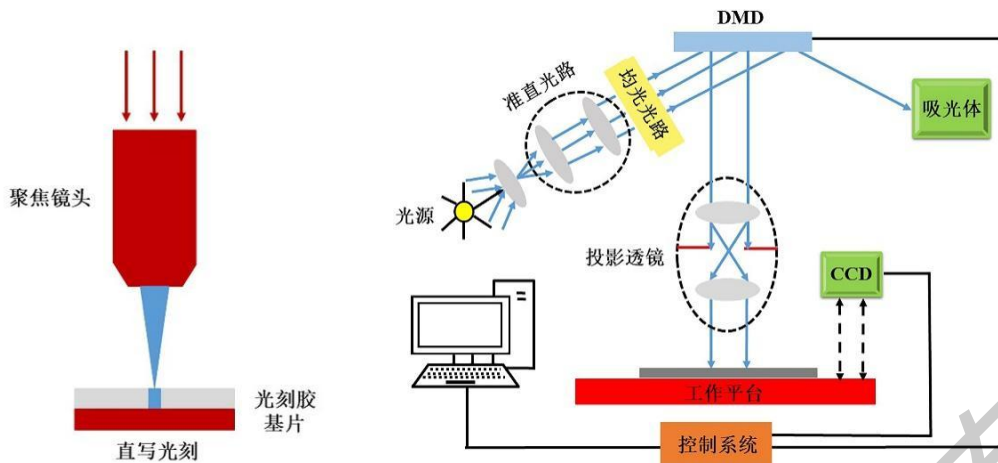 聚焦镜头
光刻胶
基片
直写光刻
DMD
准直光路
均光光路
吸光体
光源
投影透镜
CCD
工作平台
控制系统